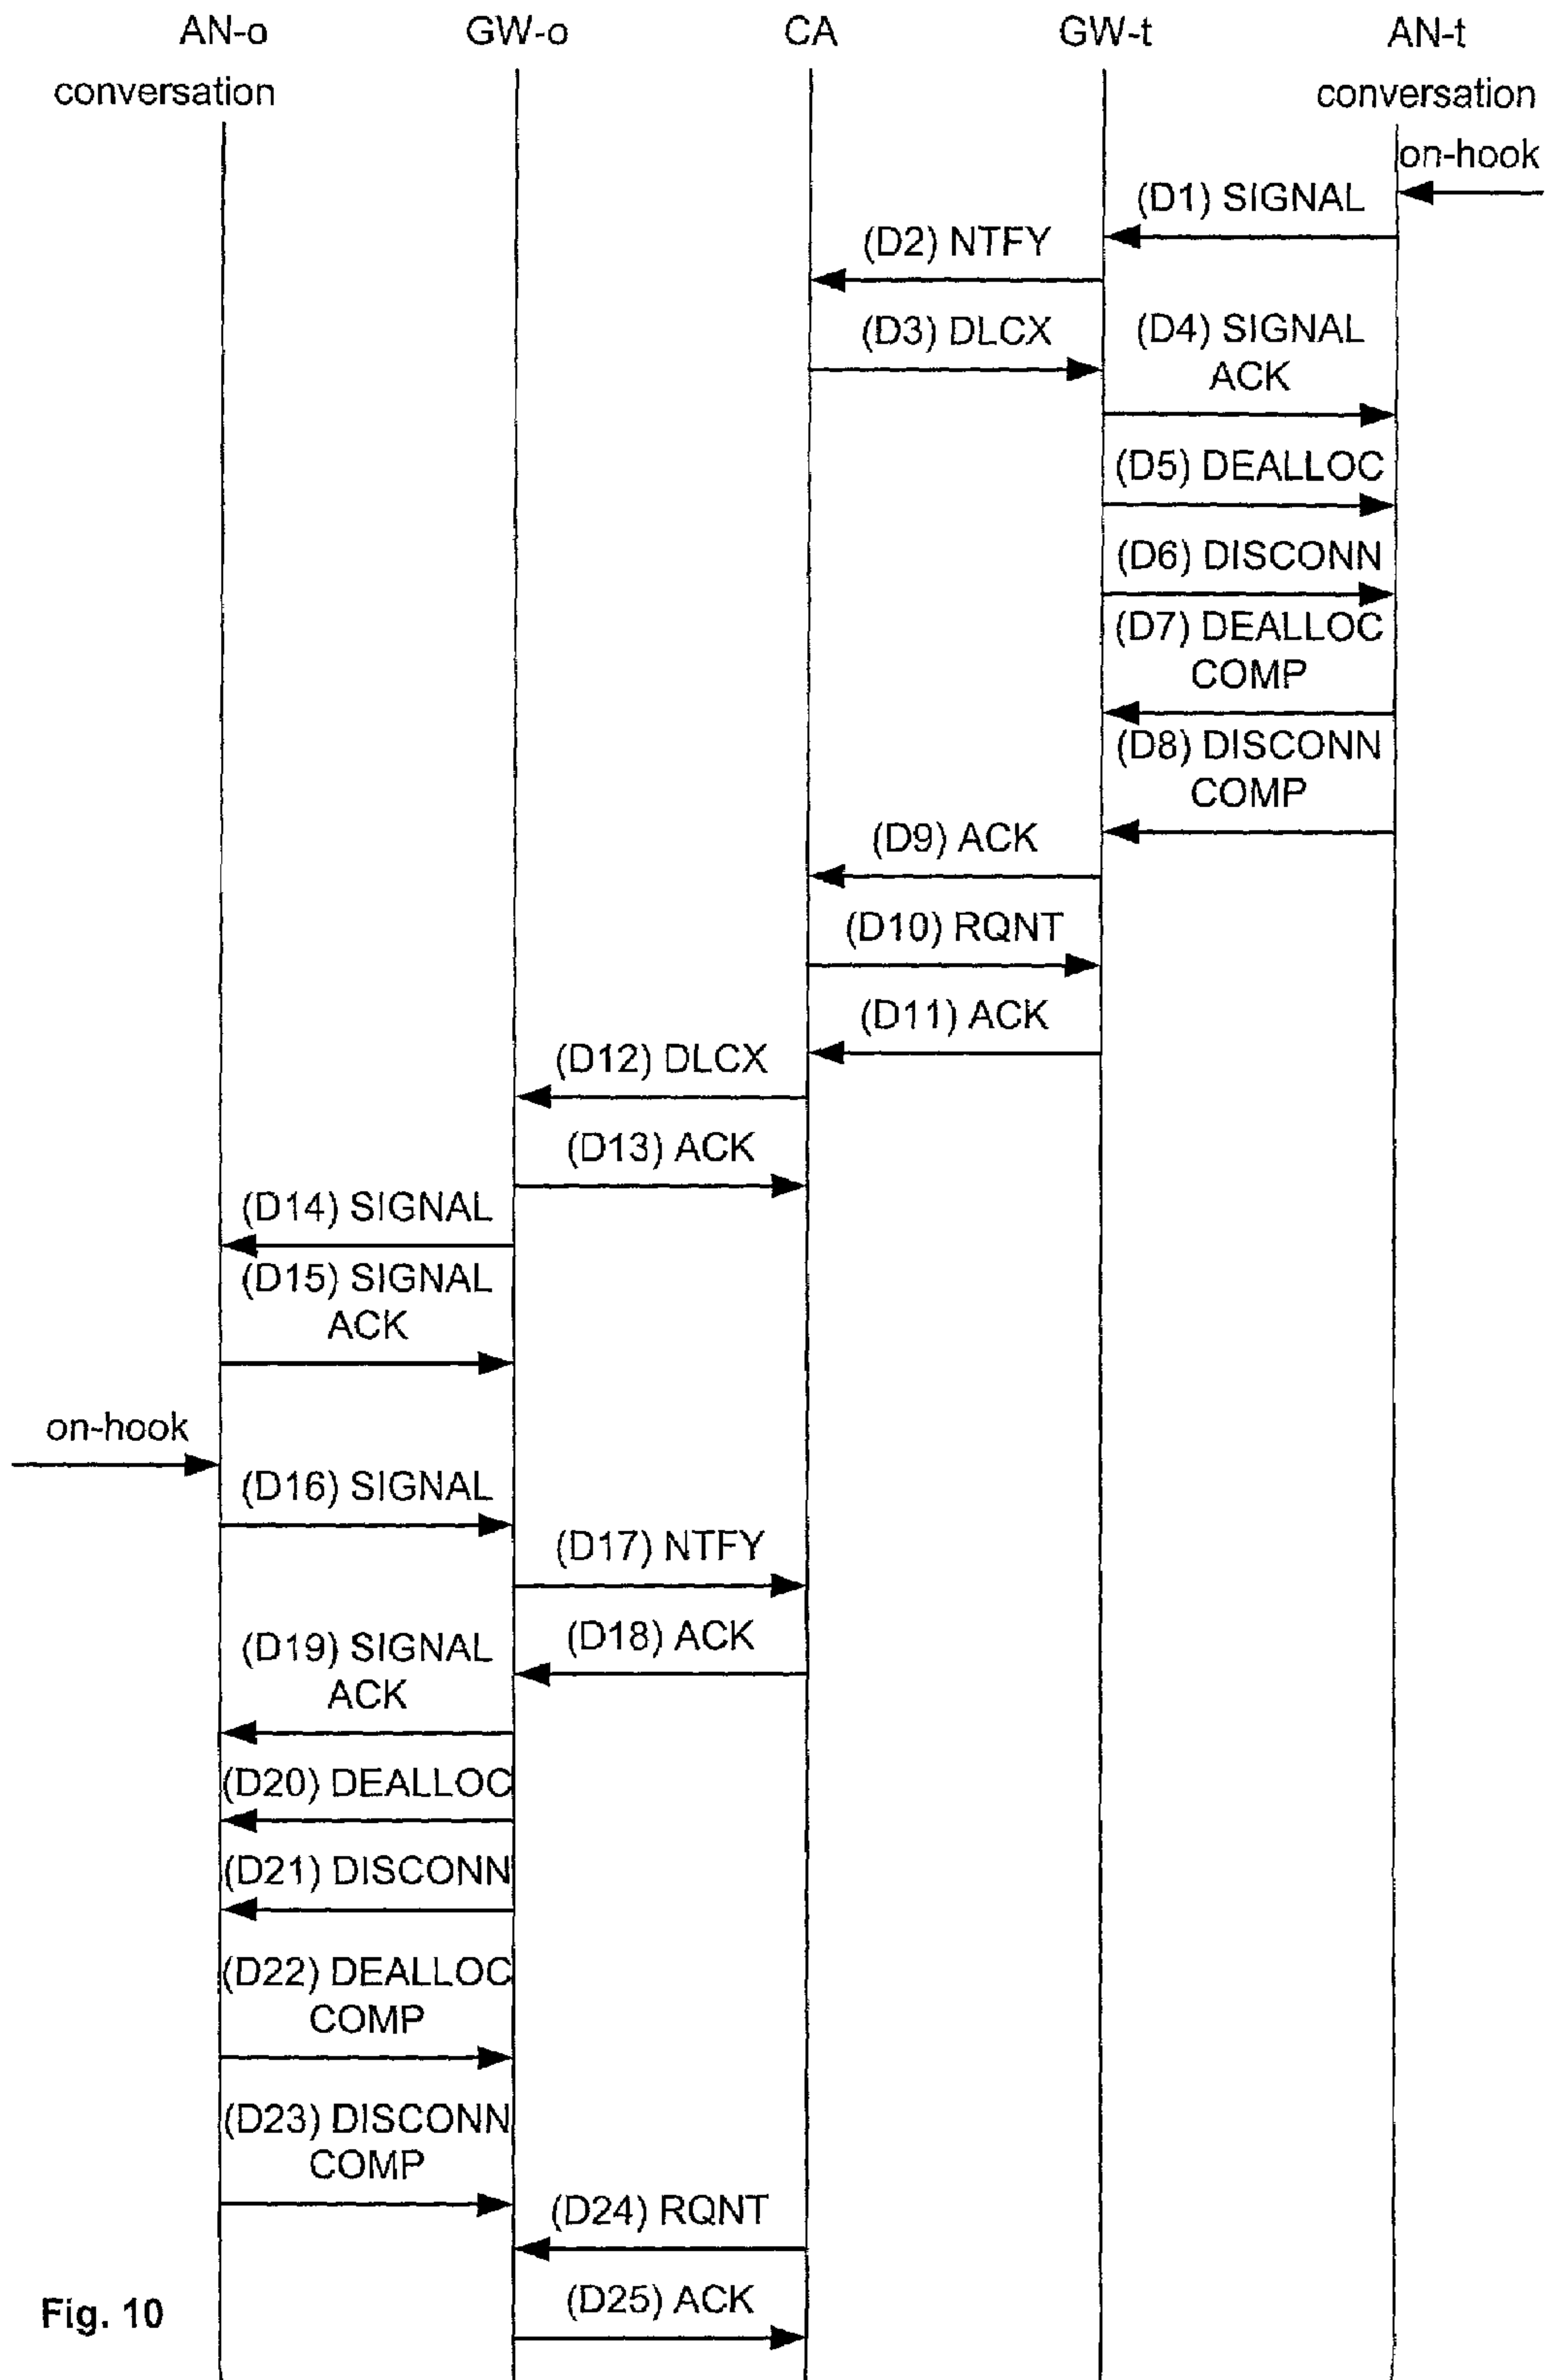 AN-o GW-o CA GW-t AN-t
conversation conversation
on-hook
(D1) SIGNAL
(D2) NTFY
(D3) DLCX
(D4) SIGNAL
ACK
(D5) DEALLOC
(D6) DISCONN
(D7) DEALLOC
COMP
(D8) DISCONN
COMP
(D9) ACK
(D10) RQNT
(D11) ACK
(D12) DLCX
(D13) ACK
(D14) SIGNAL
(D15) SIGNAL
ACK
on-hook
(D16) SIGNAL
(D17) NTFY
(D18) ACK
(D19) SIGNAL
ACK
(D20) DEALLOC
(D21) DISCONN
(D22) DEALLOC
COMP
(D23) DISCONN
COMP
(D24) RQNT
(D25) ACK
Fig. 10